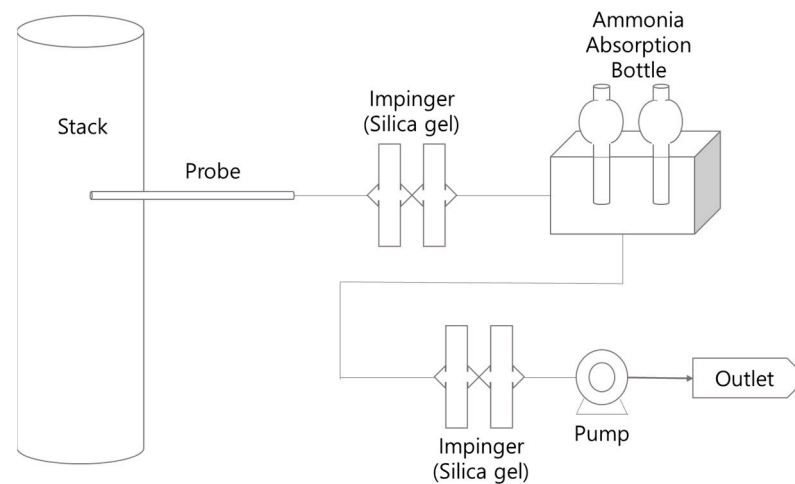 Ammonia
Absorption
Bottle
Impinger
(Silica gel)
Stack
Probe
Outlet
Pump
Impinger
(Silica gel)